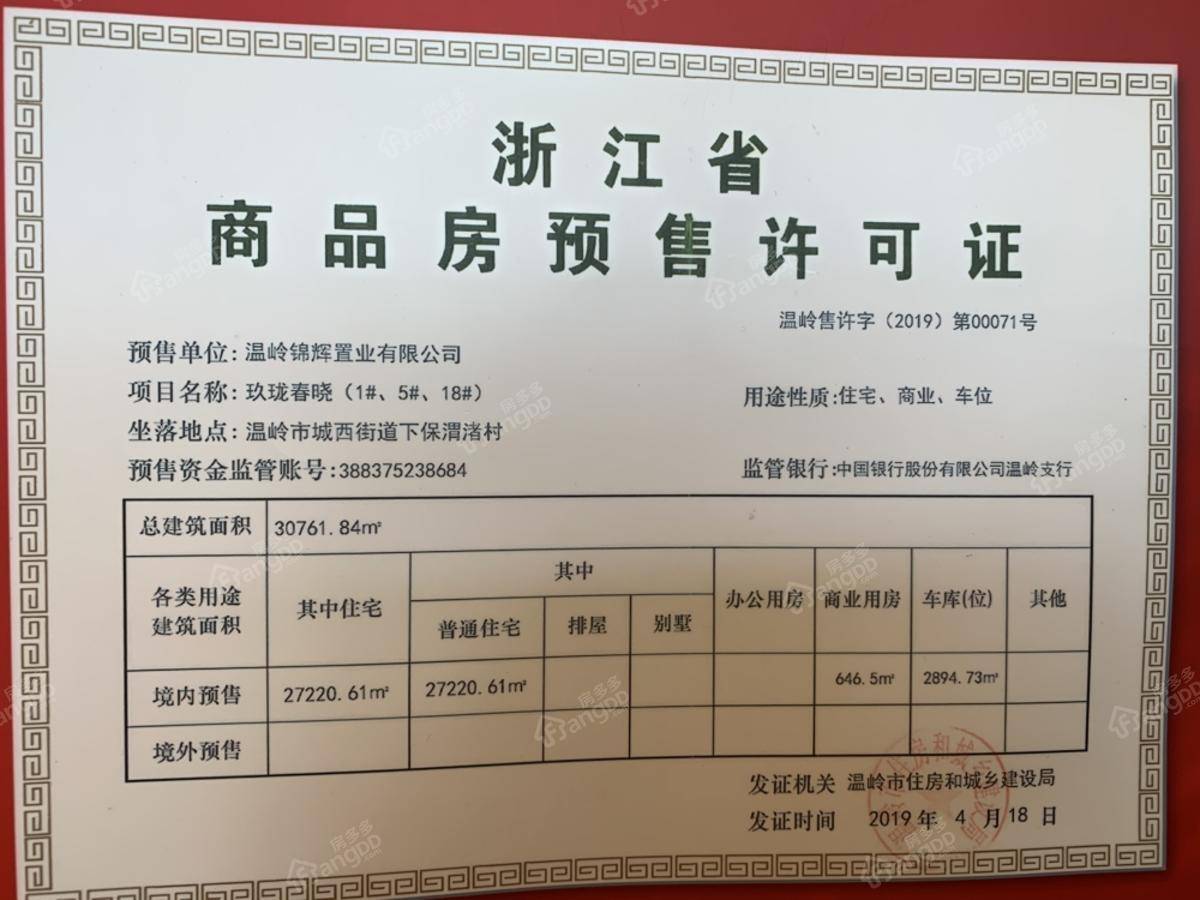 浙江省
商品房预售许可证
温岭售许字（2019）第00071号
预售单位：温岭锦辉置业有限公司
项目名称：玖珑春晓（1#、5#、18#）
用途性质：住宅、商业、车位
坐落地点：温岭市城西街道下保渭渚村
预售资金监管账号：388375238684
监管银行：中国银行股份有限公司温岭支行
总建筑面积 30761.84㎡
各类用途建筑面积 其中住宅 其中 办公用房 商业用房 车库(位) 其他
普通住宅 排屋 别墅
境内预售 27220.61㎡ 27220.61㎡ 646.5㎡ 2894.73㎡
境外预售
发证机关 温岭市住房和城乡建设局
发证时间 2019年 4 月 18 日
房多多
Fangdd.com